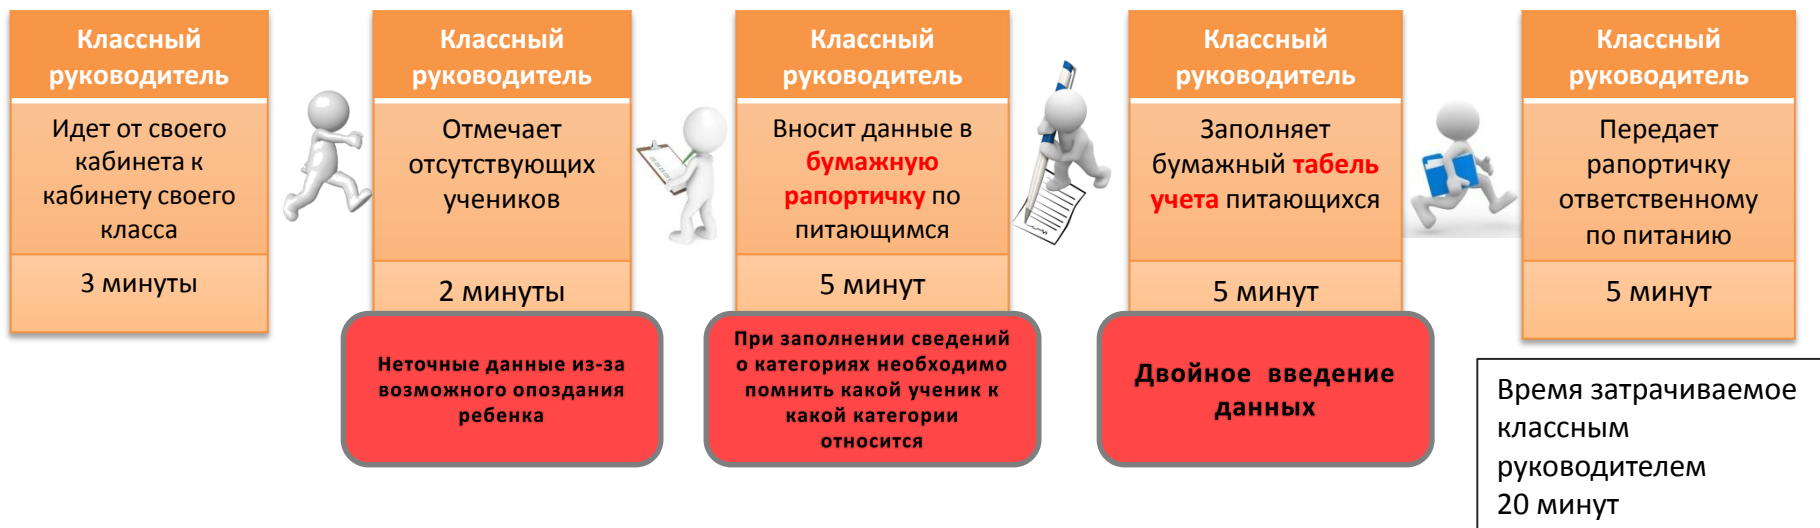 Классный
руководитель
Идет от своего
кабинета к
кабинету своего
класса
3 минуты
Классный
руководитель
Отмечает
отсутствующих
учеников
2 минуты
Неточные данные из-за
возможного опоздания
ребенка
Классный
руководитель
Вносит данные в
бумажную
рапортичку по
питающимся
5 минут
При заполнении сведений
о категориях необходимо
помнить какой ученик к
какой категории
относится
Классный
руководитель
Заполняет
бумажный табель
учета питающихся
5 минут
Двойное введение
данных
Классный
руководитель
Передает
рапортичку
ответственному
по питанию
5 минут
Время затрачиваемое
классным
руководителем
20 минут